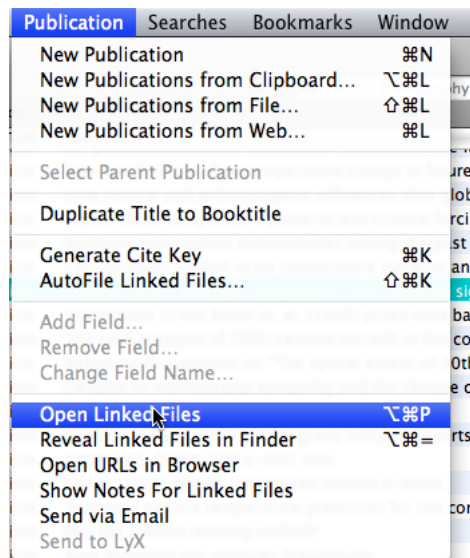 Publication Searches Bookmarks Window
New Publication ⌘N
New Publications from Clipboard... ⌥⌘L
New Publications from File... ⇧⌘L
New Publications from Web... ⌘L
Select Parent Publication
Duplicate Title to Booktitle
Generate Cite Key ⌘K
AutoFile Linked Files... ⇧⌘K
Add Field...
Remove Field...
Change Field Name...
Open Linked Files ⌥⌘P
Reveal Linked Files in Finder ⌥⌘=
Open URLs in Browser
Show Notes For Linked Files
Send via Email
Send to LyX